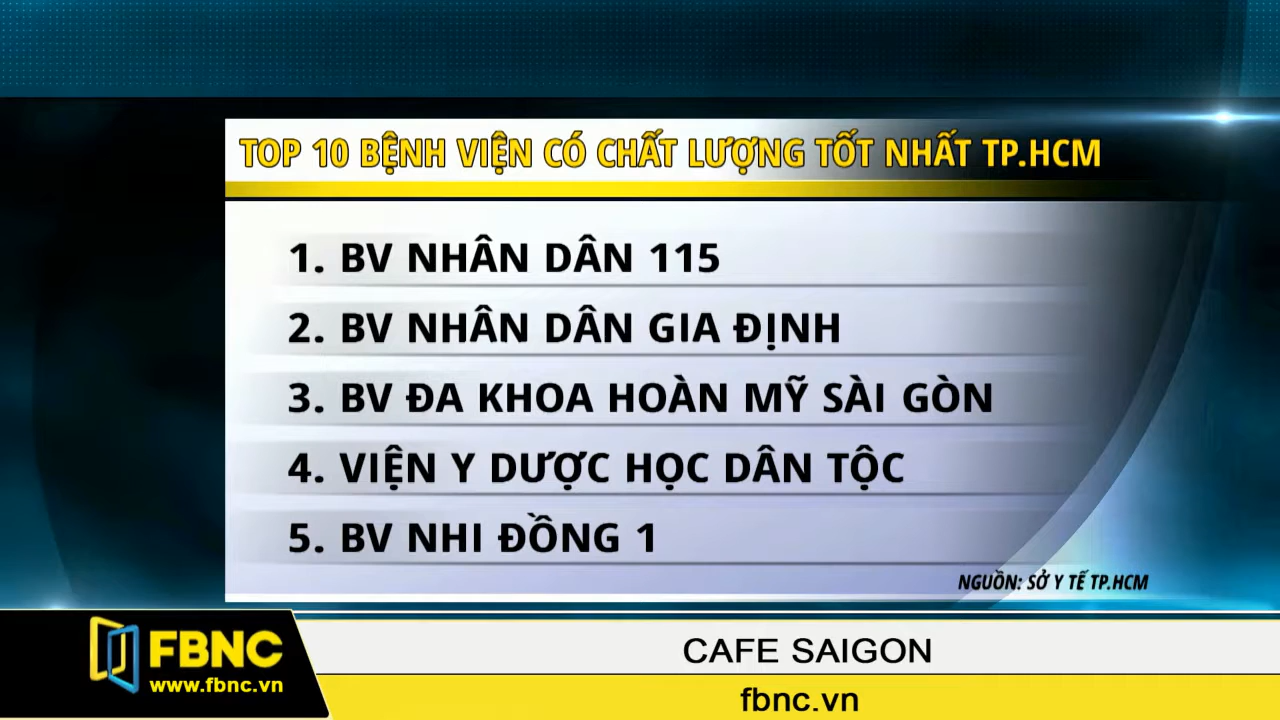 TOP 10 BỆNH VIỆN CÓ CHẤT LƯỢNG TỐT NHẤT TP.HCM
1. BV NHÂN DÂN 115
2. BV NHÂN DÂN GIA ĐỊNH
3. BV ĐA KHOA HOÀN MỸ SÀI GÒN
4. VIỆN Y DƯỢC HỌC DÂN TỘC
5. BV NHI ĐỒNG 1
NGUỒN: SỞ Y TẾ TP.HCM
FBNC
www.fbnc.vn
CAFE SAIGON
fbnc.vn